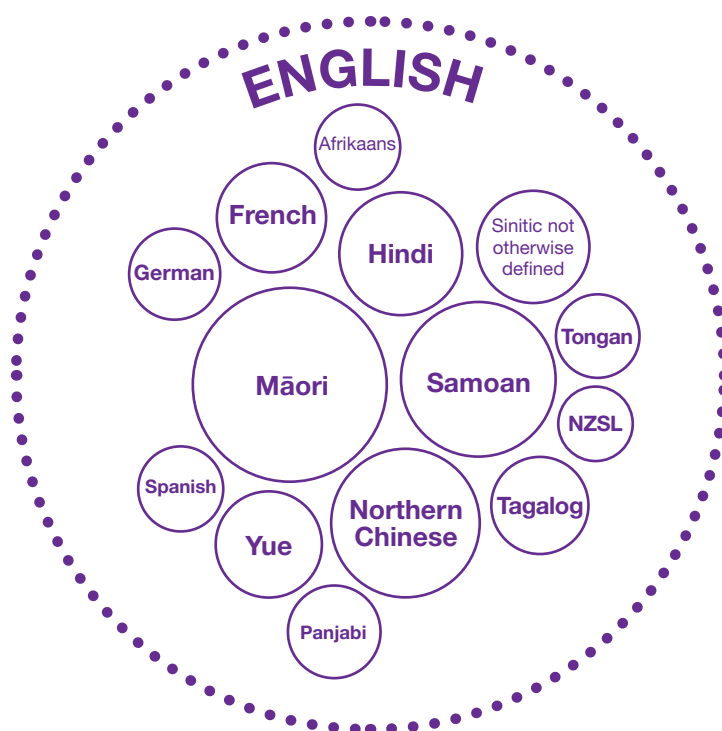 ENGLISH
Afrikaans
French
Hindi
Sinitic not
otherwise
defined
German
Tongan
Māori
Samoan
NZSL
Spanish
Northern
Chinese
Tagalog
Yue
Panjabi